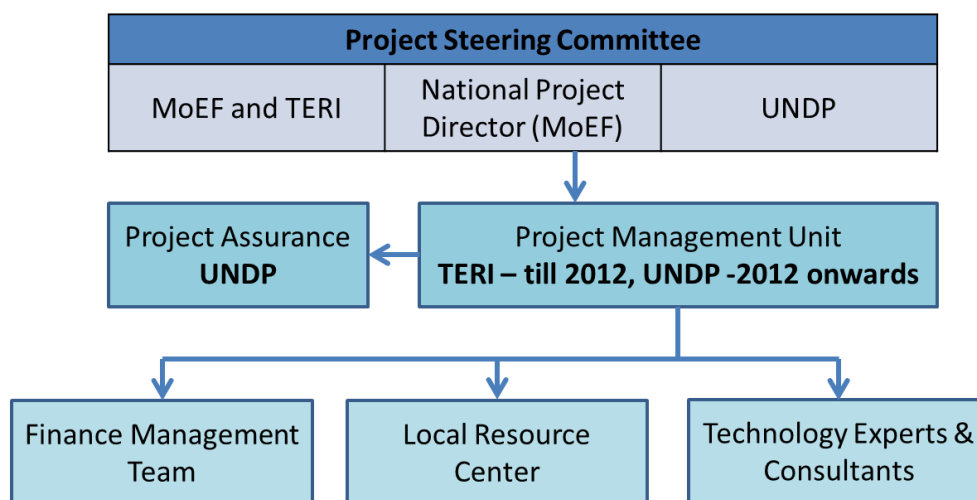 Project Steering Committee
MoEF and TERI
National Project
Director (MoEF)
UNDP
Project Assurance
UNDP
Project Management Unit
TERI – till 2012, UNDP -2012 onwards
Finance Management
Team
Local Resource
Center
Technology Experts &
Consultants